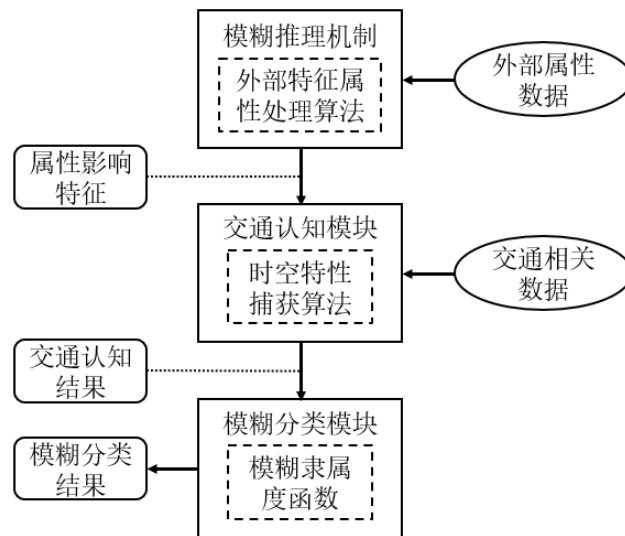 模糊推理机制
外部特征属
性处理算法
外部属性
数据
属性影响
特征
交通认知模块
时空特性
捕获算法
交通相关
数据
交通认知
结果
模糊分类模块
模糊隶属
度函数
模糊分类
结果